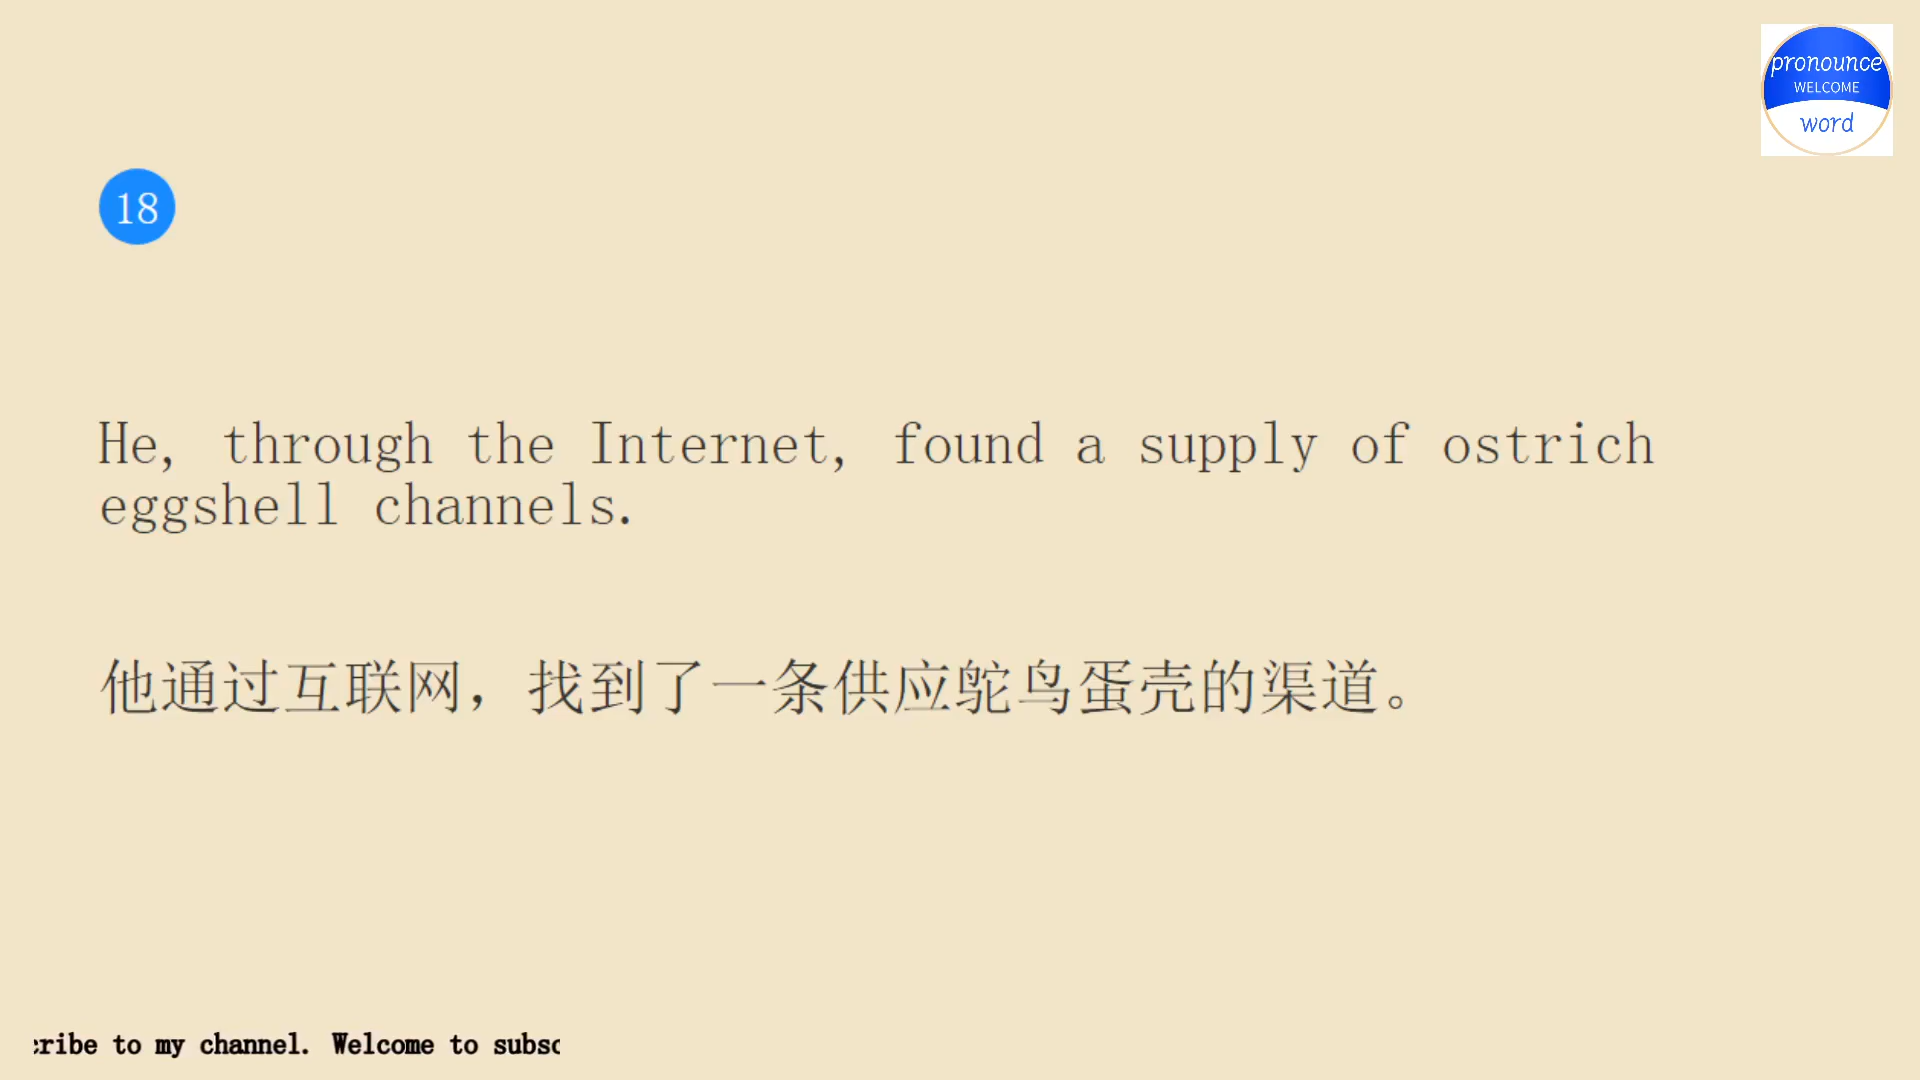 pronounce
WELCOME
word
18
He, through the Internet, found a supply of ostrich
eggshell channels.
他通过互联网，找到了一条供应鸵鸟蛋壳的渠道。
cribe to my channel. Welcome to subsc